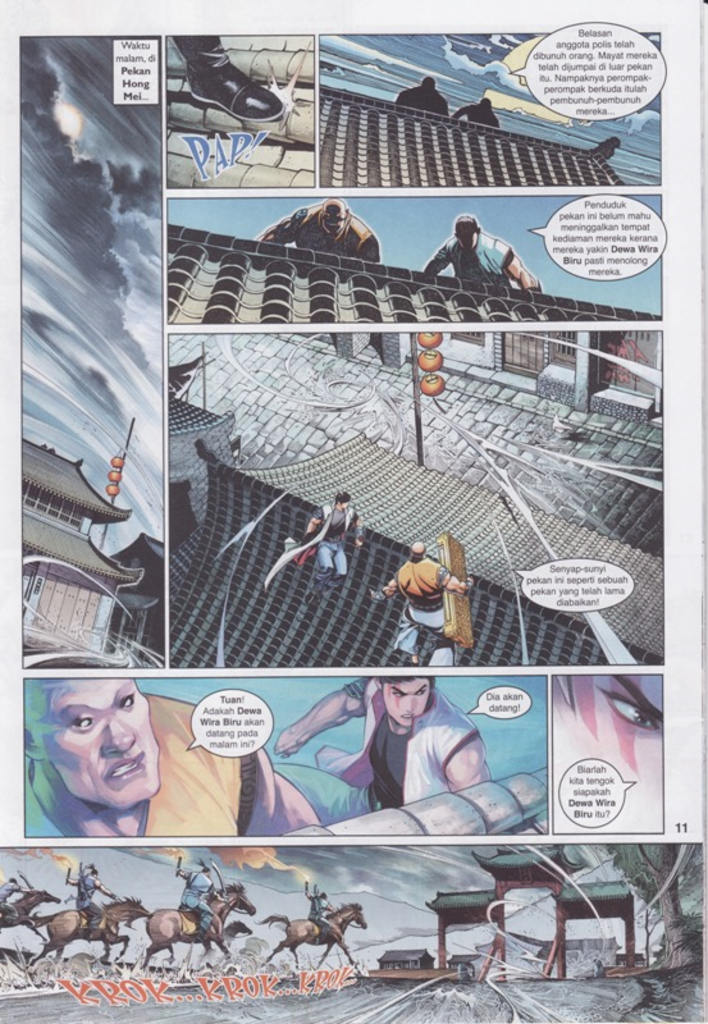 Waktu
malam, di
Pekan
Hong
Mei...
PAP!
Belasan
anggota polis telah
dibunuh orang. Mayat mereka
telah dijumpai di luar pekan
itu. Nampaknya perompak-
perompak berkuda itulah
pembunuh-pembunuh
mereka...
Penduduk
pekan ini belum mahu
meninggalkan tempat
kediaman mereka kerana
mereka yakin Dewa Wira
Biru pasti menolong
mereka.
Senyap-sunyi
pekan ini seperti sebuah
pekan yang telah lama
diabaikan!
Tuan!
Adakah Dewa
Wira Biru akan
datang pada
malam ini?
Dia akan
datang!
Biarlah
kita tengok
siapakah
Dewa Wira
Biru itu?
11
KROK...KROK...KROK